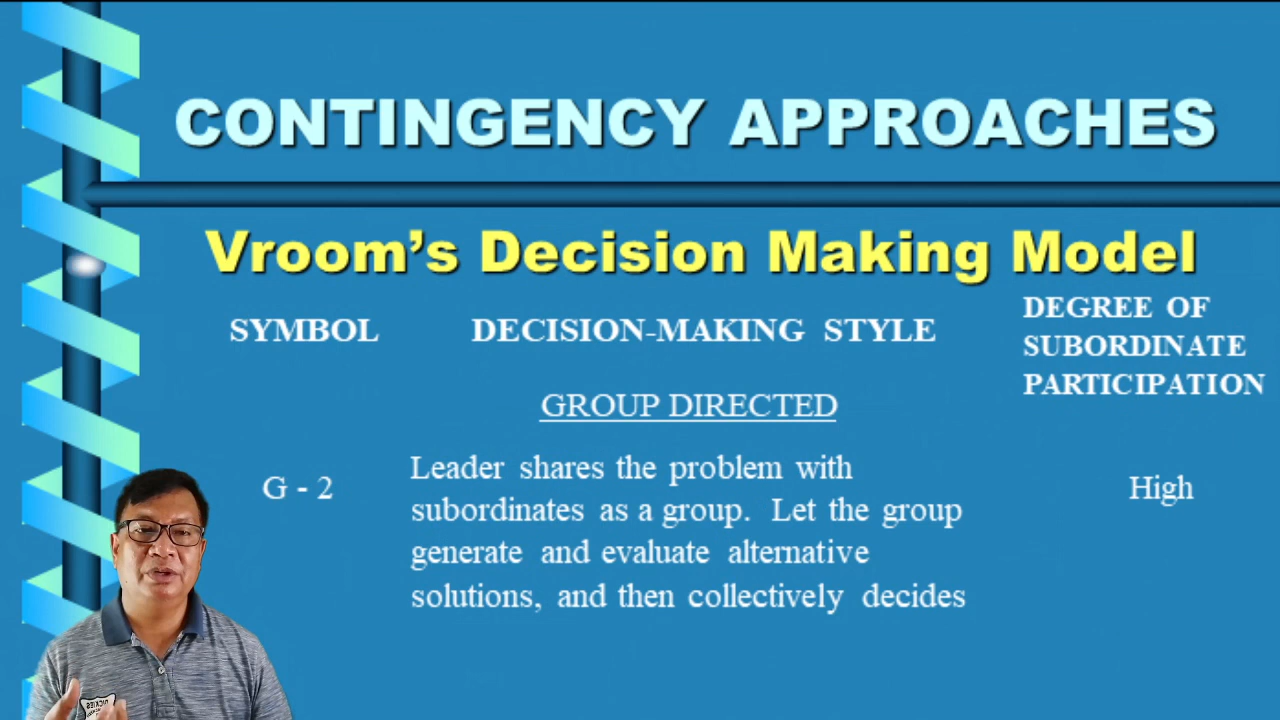 CONTINGENCY APPROACHES
Vroom's Decision Making Model
SYMBOL
DECISION-MAKING STYLE
DEGREE OF
SUBORDINATE
PARTICIPATION
GROUP DIRECTED
G - 2
Leader shares the problem with
subordinates as a group. Let the group
generate and evaluate alternative
solutions, and then collectively decides
High
DICKIES